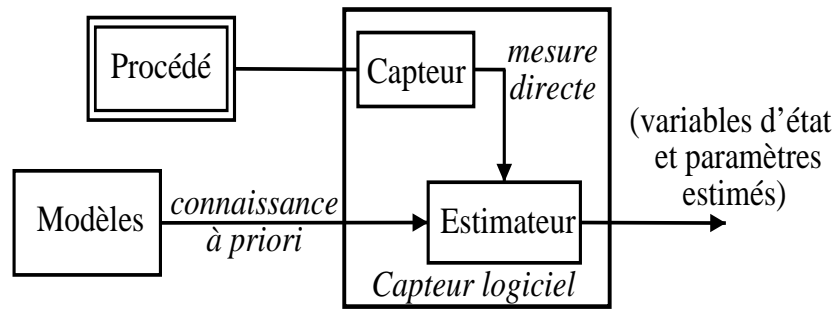 Procédé
Capteur
mesure
directe
(variables d'état
et paramètres
estimés)
Modèles
connaissance
à priori
Estimateur
Capteur logiciel